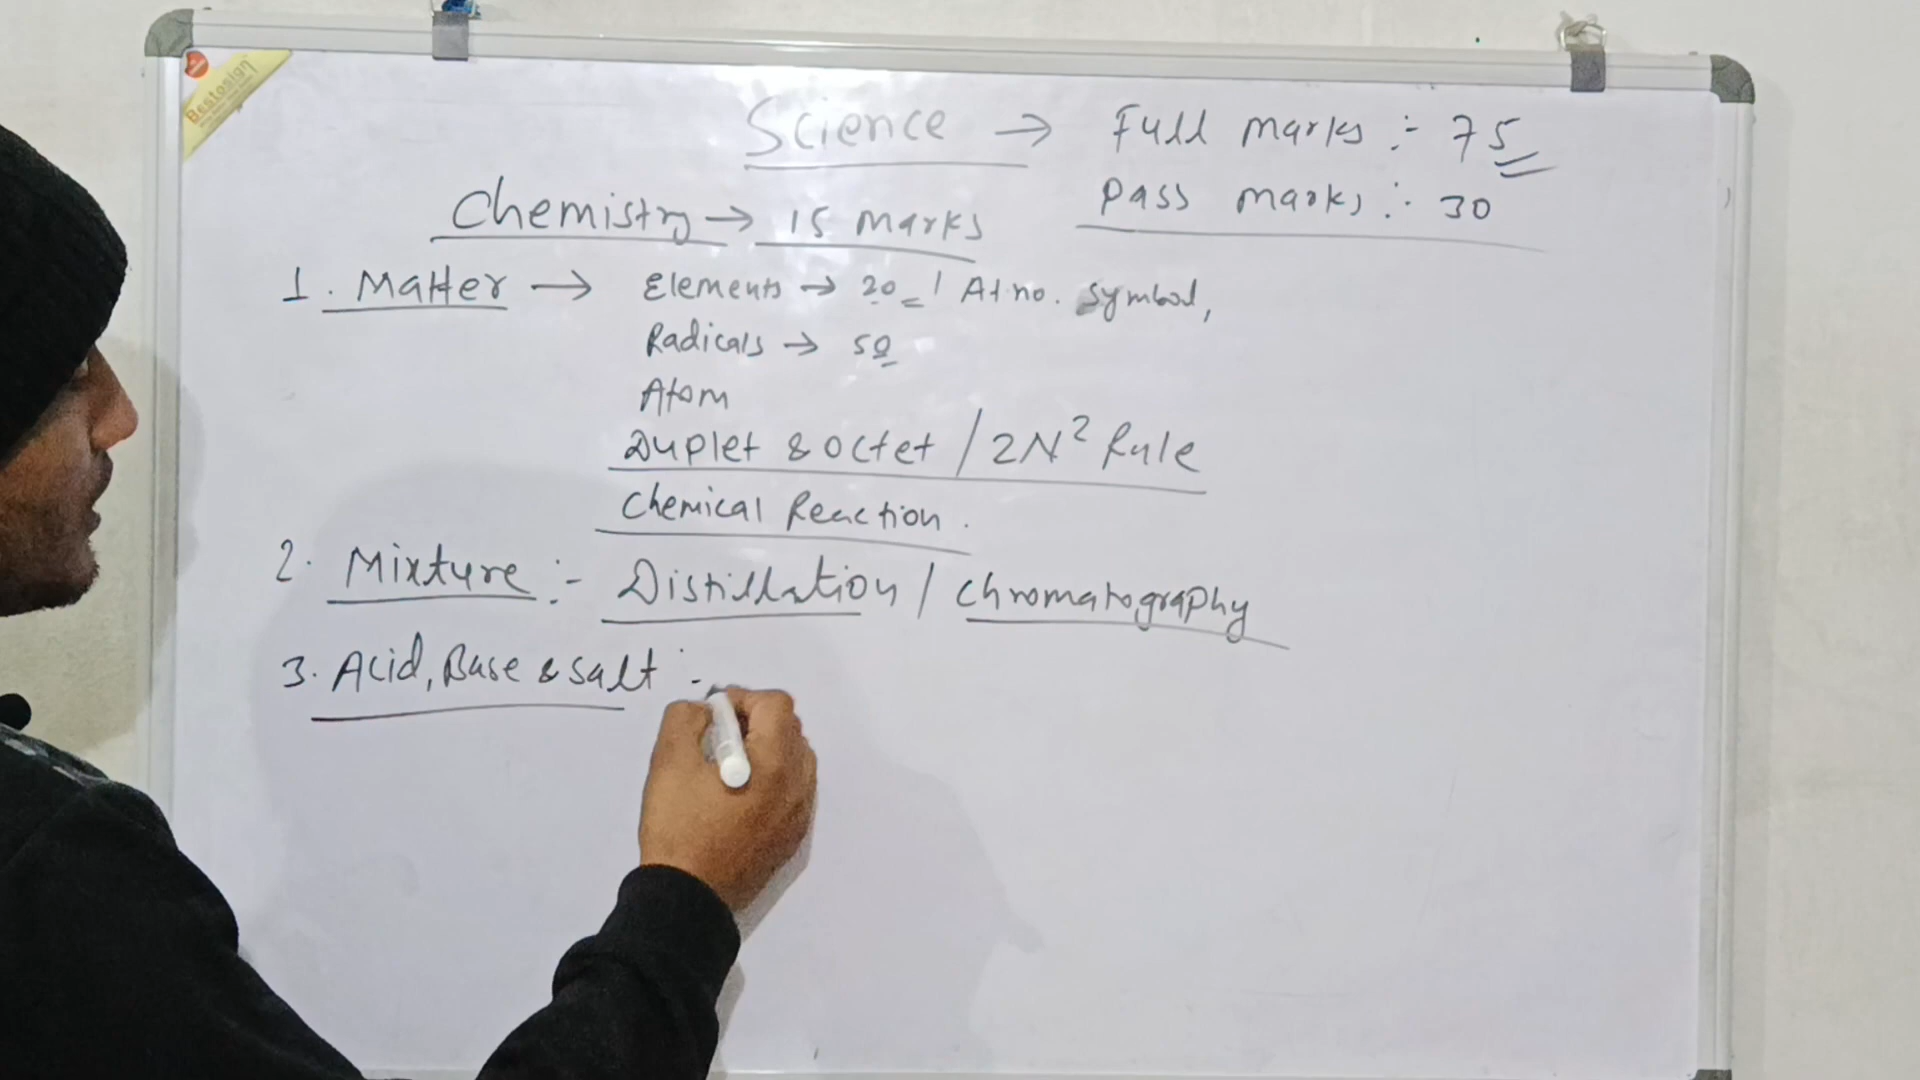 Bestosign
Science → Full marks :- 75
Pass marks :- 30
Chemistry → 15 marks
1. Matter → Elements → 20 / At.no. symbol,
Radicals → 50
Atom
Duplet & octet / 2N² Rule
Chemical Reaction.
2. Mixture :- Distillation / chromatography
3. Acid, Base & Salt :-